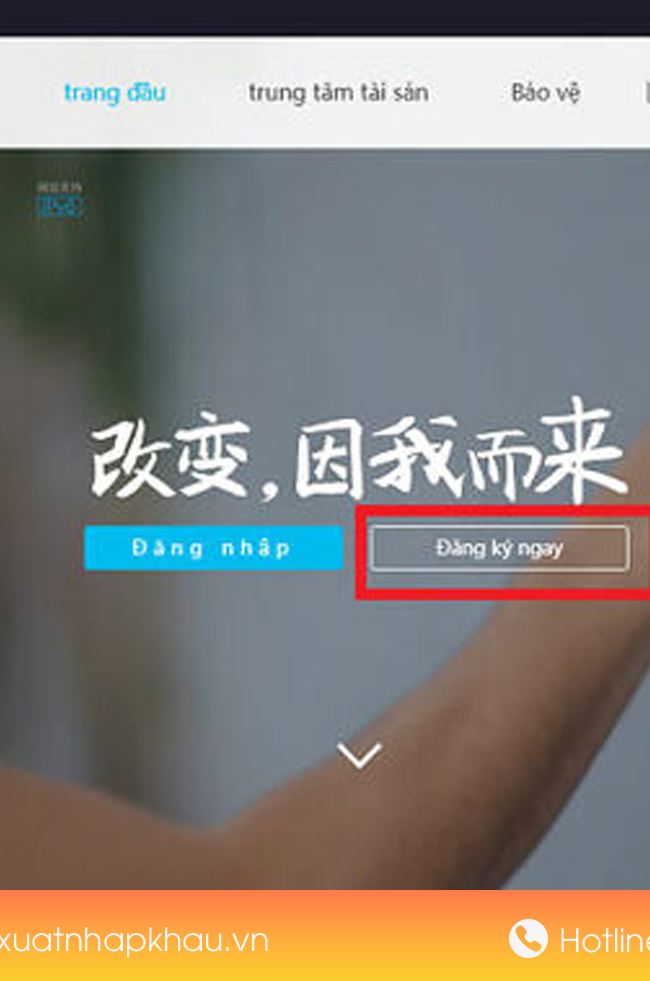 trang đầu trung tâm tài sản Bảo vệ
改变,因我而来
Đăng nhập Đăng ký ngay
xuatnhapkhau.vn Hotline